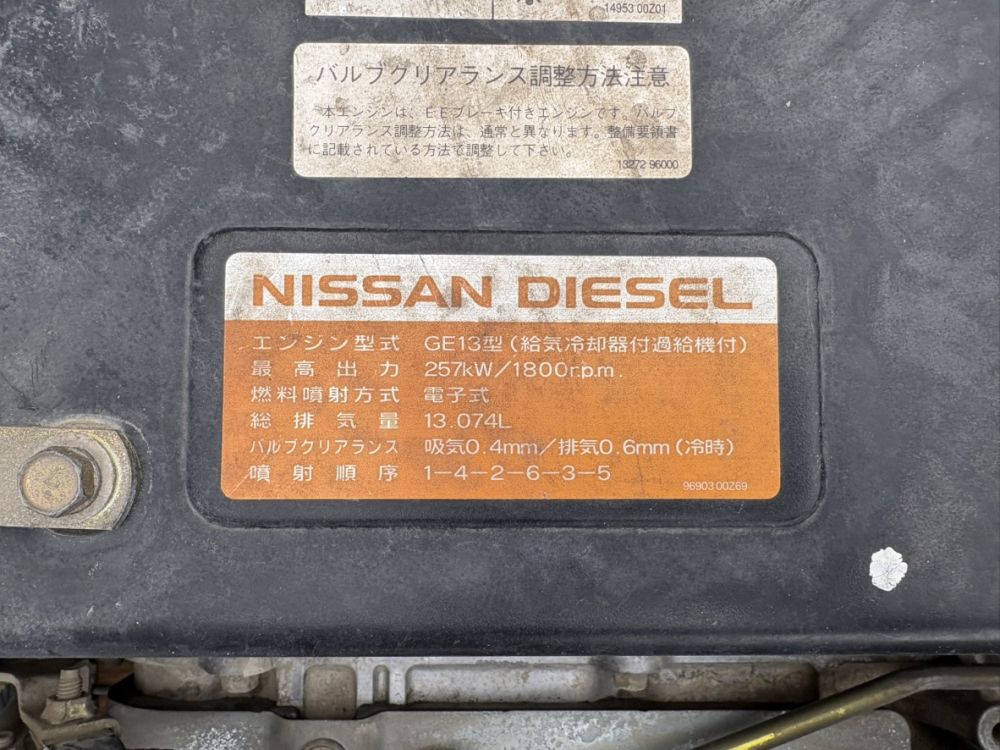 14953 00Z01
バルブクリアランス調整方法注意
本エンジンは、E.Eブレーキ付きエンジンです。バルブ
クリアランス調整方法は、通常と異なります。整備要領書
に記載されている方法で調整して下さい。
13272 96000
NISSAN DIESEL
エンジン型式 GE13型(給気冷却器付過給機付)
最高出力 257kW/1800r.p.m.
燃料噴射方式 電子式
総排気量 13.074L
バルブクリアランス 吸気0.4mm/排気0.6mm(冷時)
噴射順序 1-4-2-6-3-5
96903 00Z69